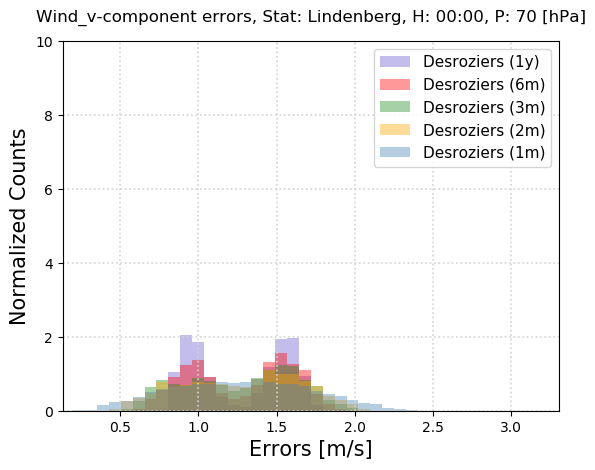 Wind_v-component errors, Stat: Lindenberg, H: 00:00, P: 70 [hPa]
10
8
6
4
2
0
Normalized Counts
Desroziers (1y)
Desroziers (6m)
Desroziers (3m)
Desroziers (2m)
Desroziers (1m)
0.5 1.0 1.5 2.0 2.5 3.0
Errors [m/s]